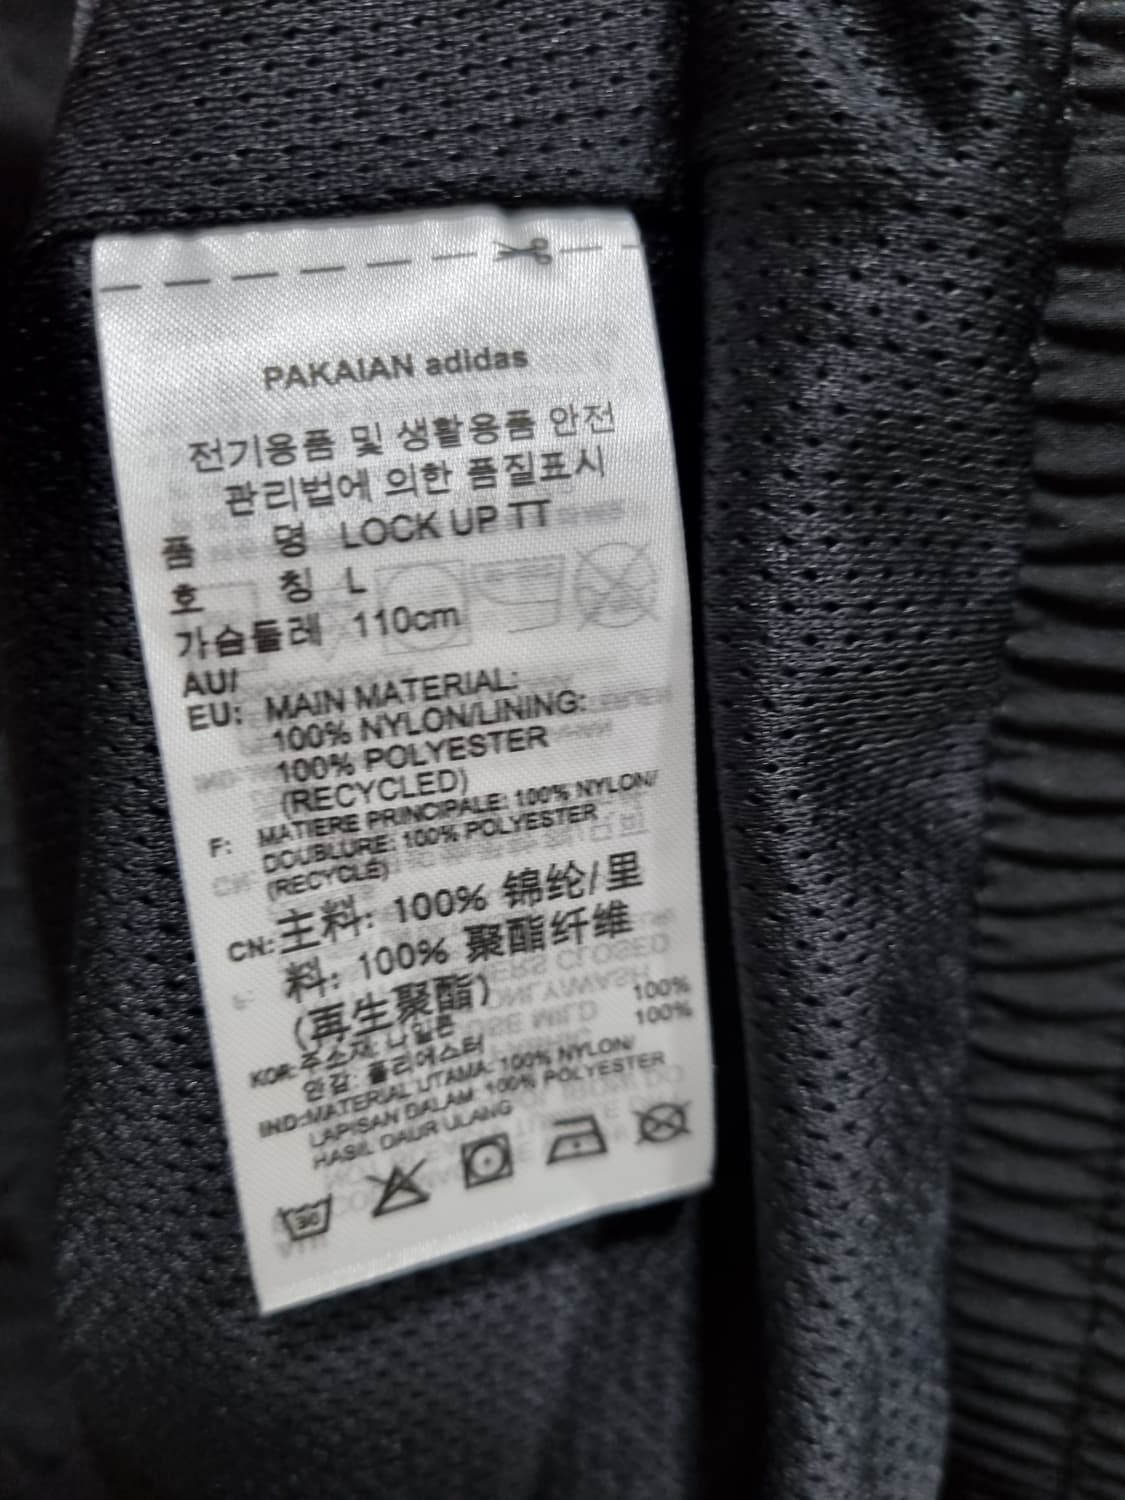 PAKAIAN adidas
전기용품 및 생활용품 안전
관리법에 의한 품질표시
품 명 LOCK UP TT
호 칭 L
가슴둘레 110cm
AU/
EU: MAIN MATERIAL:
100% NYLON/LINING:
100% POLYESTER
(RECYCLED)
F: MATIERE PRINCIPALE: 100% NYLON/
DOUBLURE: 100% POLYESTER
(RECYCLE)
CN: 主料: 100% 锦纶/里
料: 100% 聚酯纤维
(再生聚酯)
KOR: 주소재: 나일론 100%
안감: 폴리에스터 100%
IND: MATERIAL UTAMA: 100% NYLON/
LAPISAN DALAM: 100% POLYESTER
HASIL DAUR ULANG
30